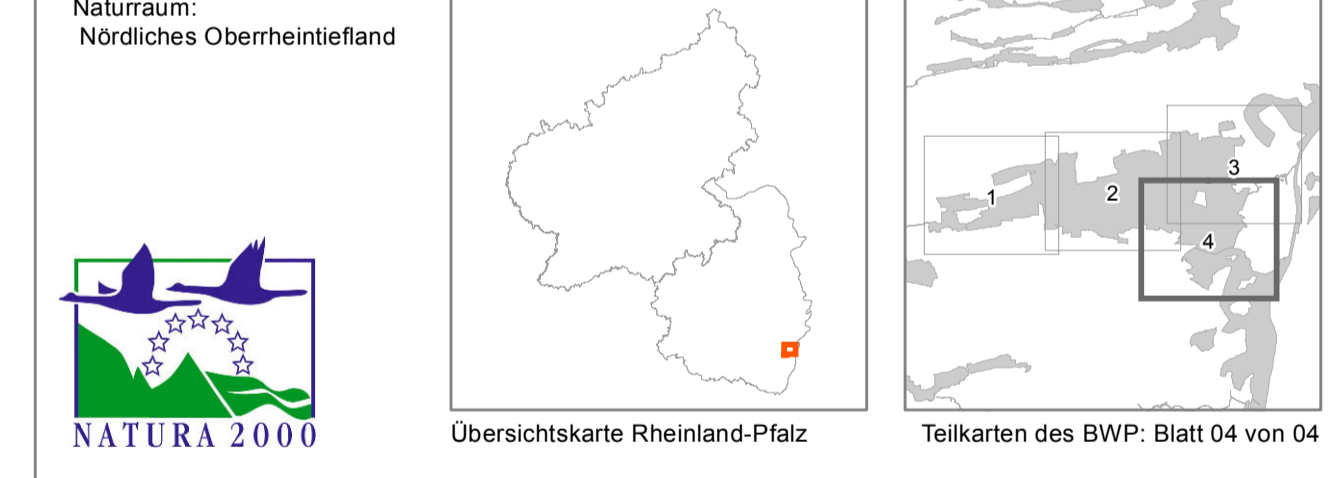 Naturraum:
Nördliches Oberrheintiefland
NATURA 2000
Übersichtskarte Rheinland-Pfalz
1
2
3
4
Teilkarten des BWP: Blatt 04 von 04